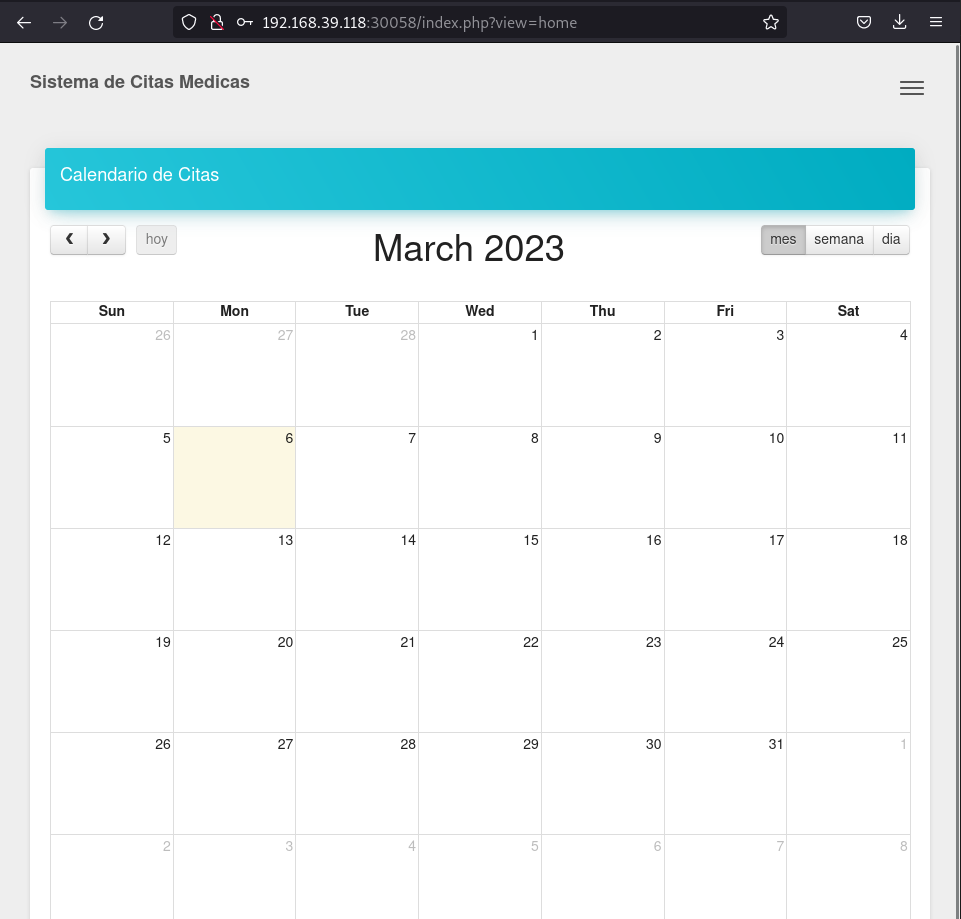 192.168.39.118:30058/index.php?view=home
Sistema de Citas Medicas
Calendario de Citas
hoy
March 2023
mes semana dia
Sun Mon Tue Wed Thu Fri Sat
26 27 28 1 2 3 4
5 6 7 8 9 10 11
12 13 14 15 16 17 18
19 20 21 22 23 24 25
26 27 28 29 30 31 1
2 3 4 5 6 7 8